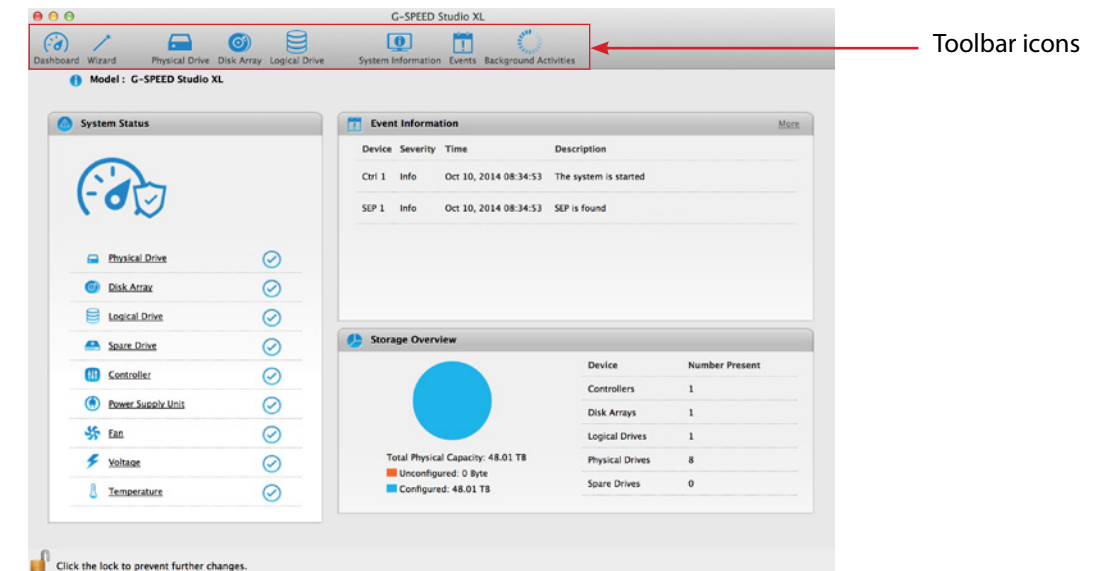 G-SPEED Studio XL
Dashboard Wizard Physical Drive Disk Array Logical Drive System Information Events Background Activities
Toolbar icons
Model : G-SPEED Studio XL
System Status
Physical Drive
Disk Array
Logical Drive
Spare Drive
Controller
Power Supply Unit
Fan
Voltage
Temperature
Event Information More
Device Severity Time Description
Ctrl 1 Info Oct 10, 2014 08:34:53 The system is started
SEP 1 Info Oct 10, 2014 08:34:53 SEP is found
Storage Overview
Total Physical Capacity: 48.01 TB
Unconfigured: 0 Byte
Configured: 48.01 TB
Device Number Present
Controllers 1
Disk Arrays 1
Logical Drives 1
Physical Drives 8
Spare Drives 0
Click the lock to prevent further changes.